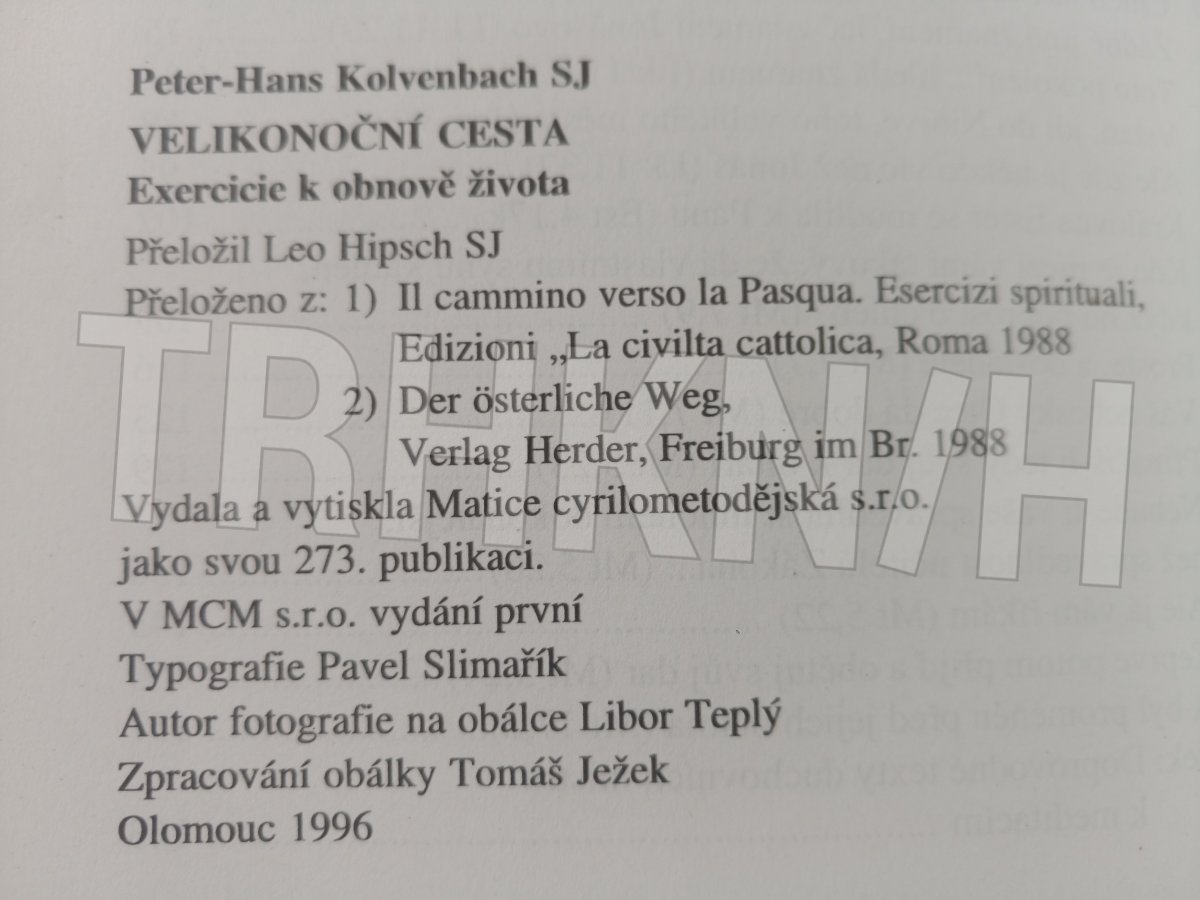 Peter-Hans Kolvenbach SJ
VELIKONOČNÍ CESTA
Exercicie k obnově života
Přeložil Leo Hipsch SJ
Přeloženo z: 1) Il cammino verso la Pasqua. Esercizi spirituali,
Edizioni „La civilta cattolica, Roma 1988
2) Der österliche Weg,
Verlag Herder, Freiburg im Br. 1988
Vydala a vytiskla Matice cyrilometodějská s.r.o.
jako svou 273. publikaci.
V MCM s.r.o. vydání první
Typografie Pavel Slimařík
Autor fotografie na obálce Libor Teplý
Zpracování obálky Tomáš Ježek
Olomouc 1996
TRHKNIH